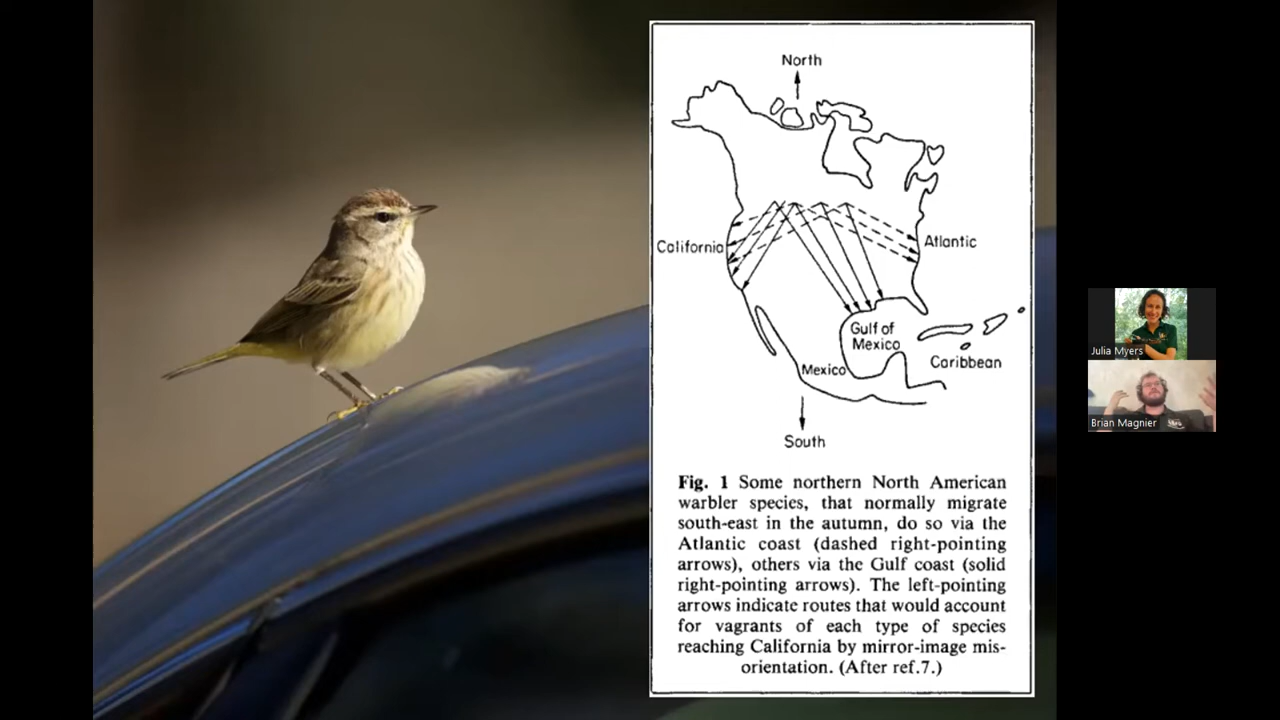 North
California
Atlantic
Gulf of
Mexico
Caribbean
Mexico
South
Fig. 1 Some northern North American
warbler species, that normally migrate
south-east in the autumn, do so via the
Atlantic coast (dashed right-pointing
arrows), others via the Gulf coast (solid
right-pointing arrows). The left-pointing
arrows indicate routes that would account
for vagrants of each type of species
reaching California by mirror-image mis-
orientation. (After ref.7.)
Julia Myers
Brian Magnier